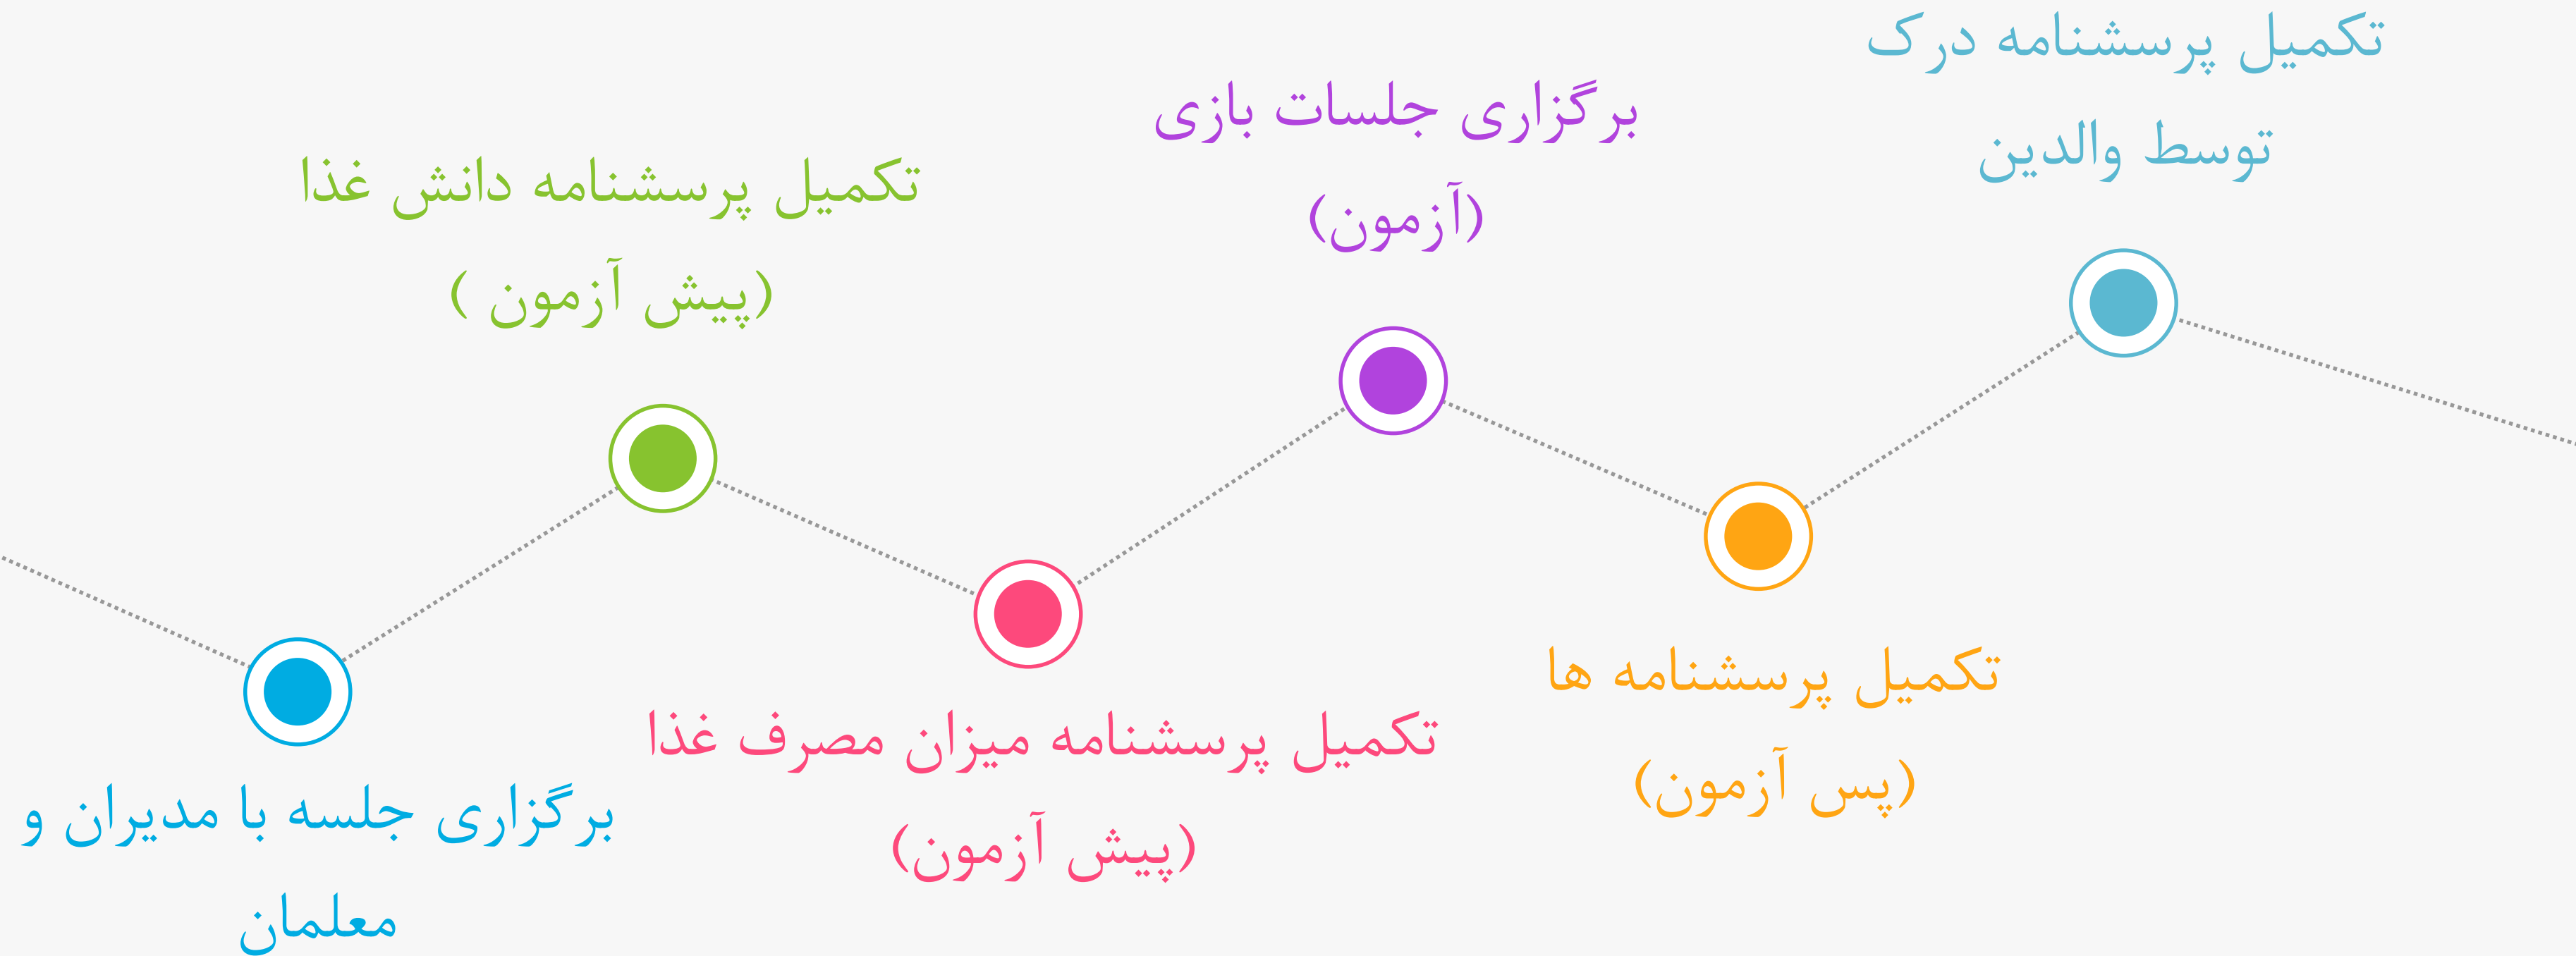 برگزاری جلسه با مدیران و
معلمان
تکمیل پرسشنامه دانش غذا
(پیش آزمون )
تکمیل پرسشنامه میزان مصرف غذا
(پیش آزمون)
برگزاری جلسات بازی
(آزمون)
تکمیل پرسشنامه ها
(پس آزمون)
تکمیل پرسشنامه درک
توسط والدین